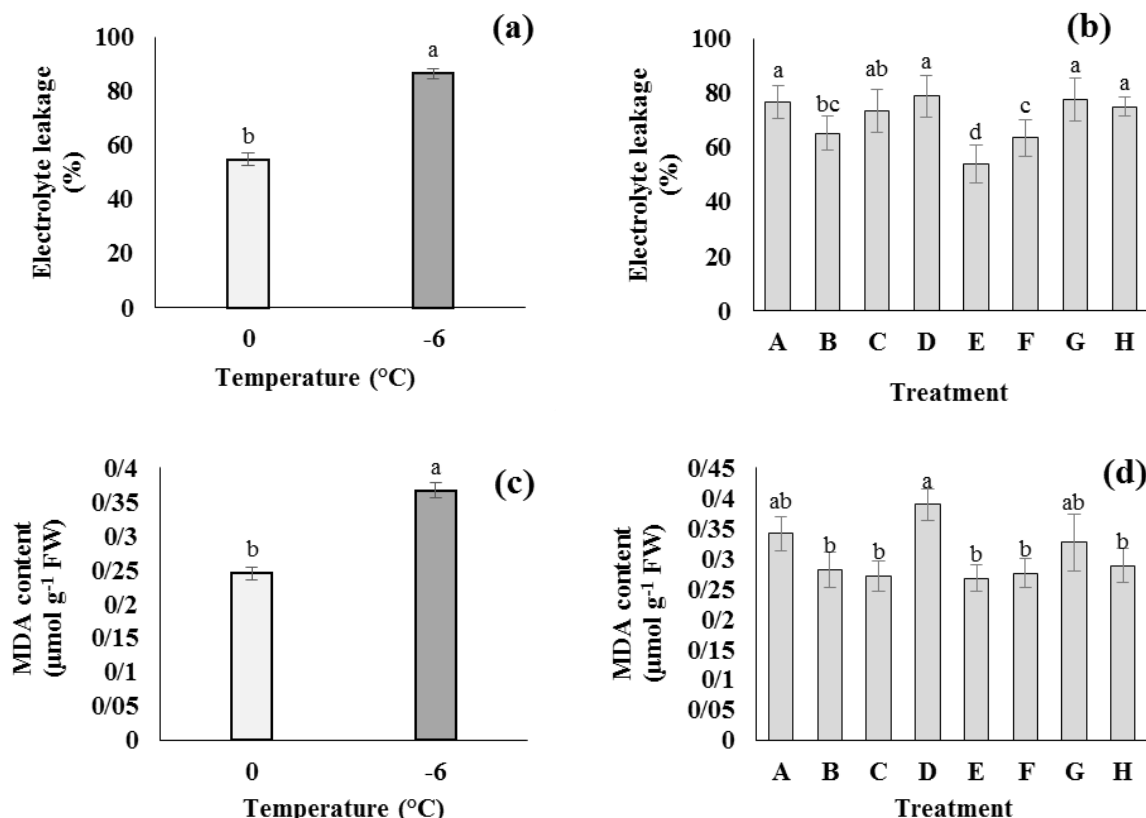 (a)
Electrolyte leakage
(%)
100
80
60
40
20
0
b
a
0
-6
Temperature (°C)
(b)
Electrolyte leakage
(%)
100
80
60
40
20
0
a
bc
ab
a
d
c
a
a
A B C D E F G H
Treatment
(c)
MDA content
(µmol g-1 FW)
0/4
0/35
0/3
0/25
0/2
0/15
0/1
0/05
0
b
a
0
-6
Temperature (°C)
(d)
MDA content
(µmol g-1 FW)
0/45
0/4
0/35
0/3
0/25
0/2
0/15
0/1
0/05
0
ab
b
b
a
b
b
ab
b
A B C D E F G H
Treatment